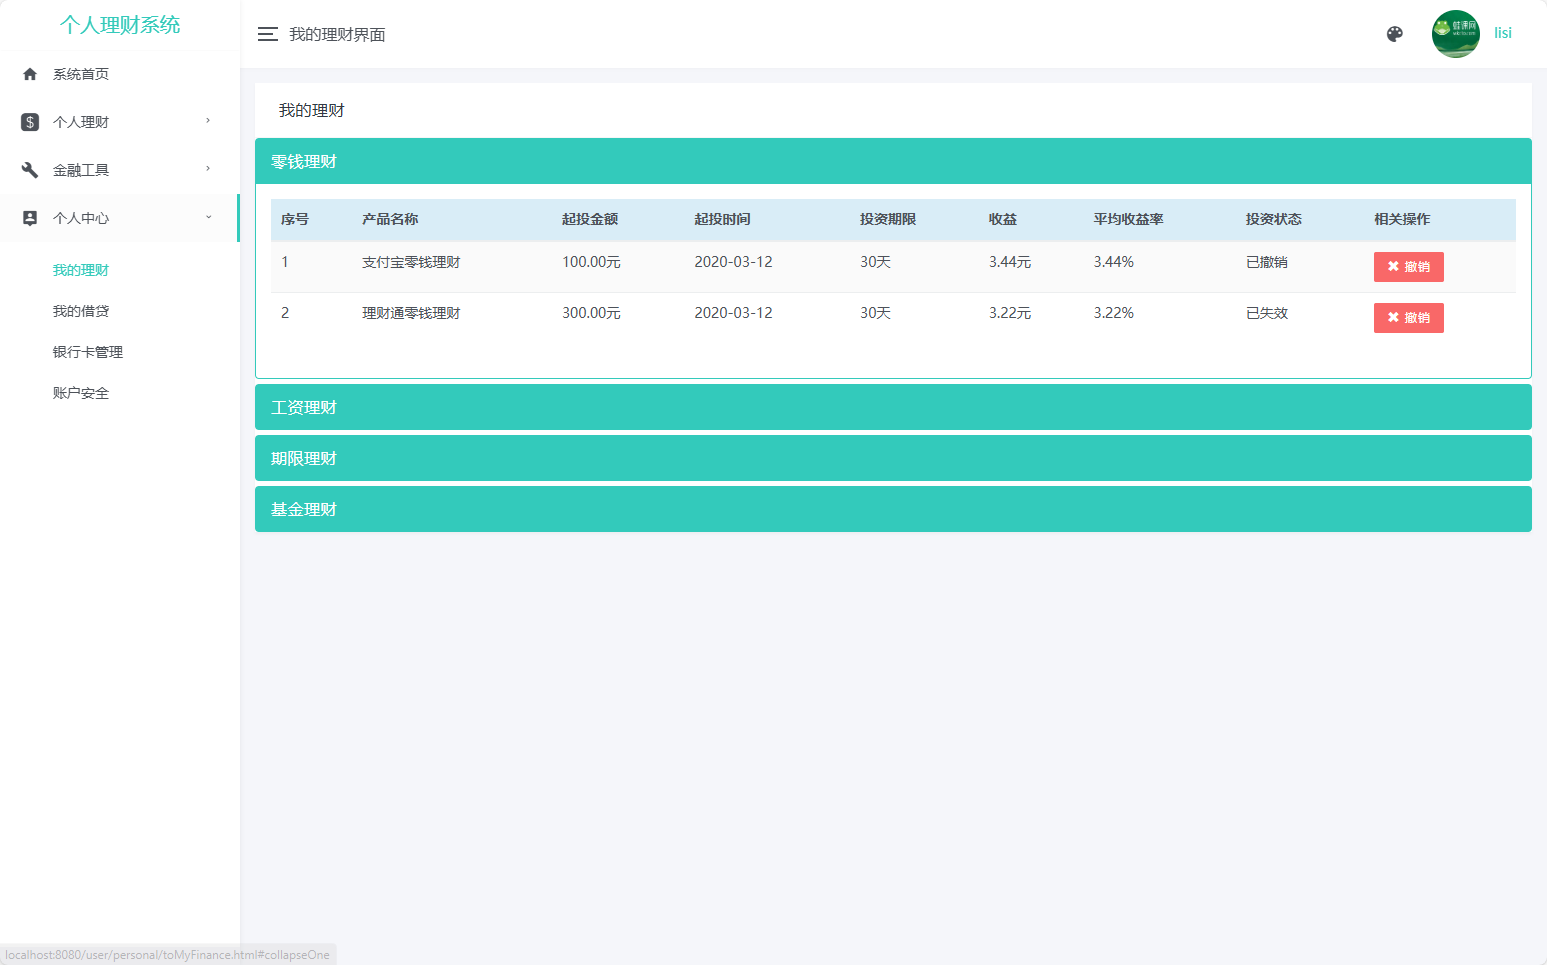 个人理财系统
系统首页
个人理财
金融工具
个人中心
我的理财
我的借贷
银行卡管理
账户安全
我的理财界面
蛙课网
lisi
我的理财
零钱理财
序号 产品名称 起投金额 起投时间 投资期限 收益 平均收益率 投资状态 相关操作
1 支付宝零钱理财 100.00元 2020-03-12 30天 3.44元 3.44% 已撤销 ✖ 撤销
2 理财通零钱理财 300.00元 2020-03-12 30天 3.22元 3.22% 已失效 ✖ 撤销
工资理财
期限理财
基金理财
localhost:8080/user/personal/toMyFinance.html#collapseOne